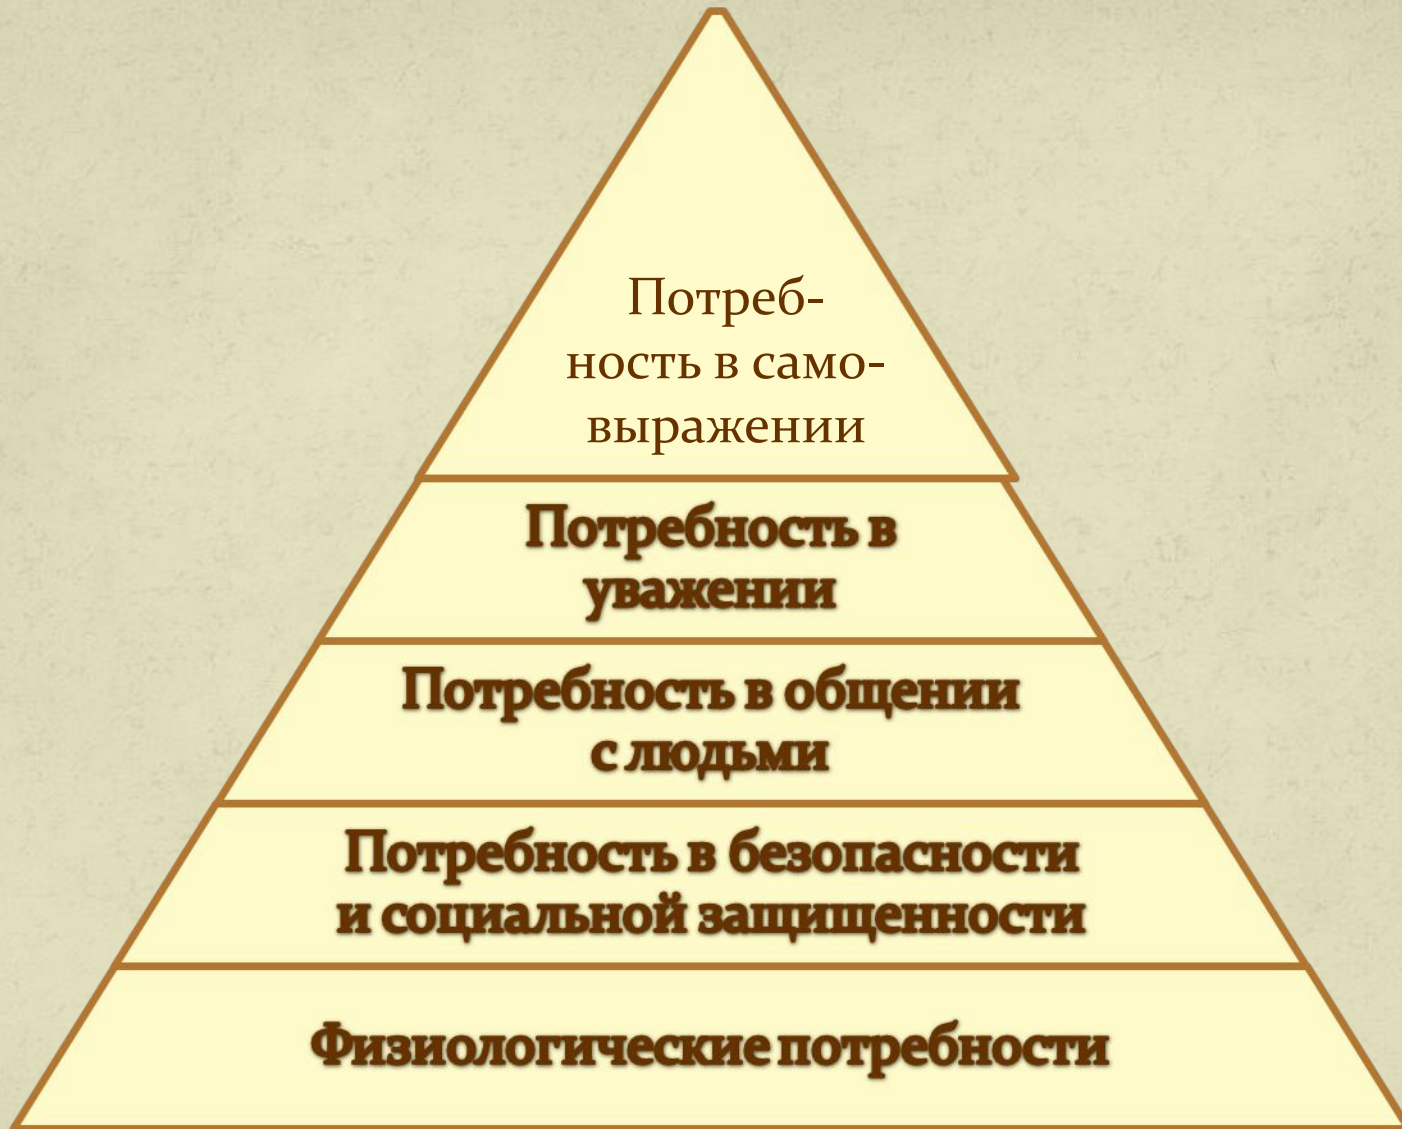 Потреб-
ность в само-
выражении
Потребность в
уважении
Потребность в общении
с людьми
Потребность в безопасности
и социальной защищенности
Физиологические потребности